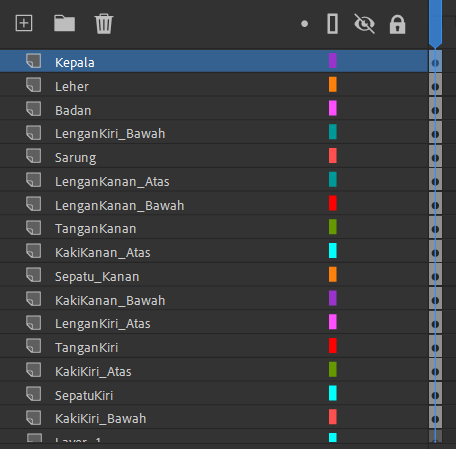 Kepala
Leher
Badan
LenganKiri_Bawah
Sarung
LenganKanan_Atas
LenganKanan_Bawah
TanganKanan
KakiKanan_Atas
Sepatu_Kanan
KakiKanan_Bawah
LenganKiri_Atas
TanganKiri
KakiKiri_Atas
SepatuKiri
KakiKiri_Bawah
Layer_1